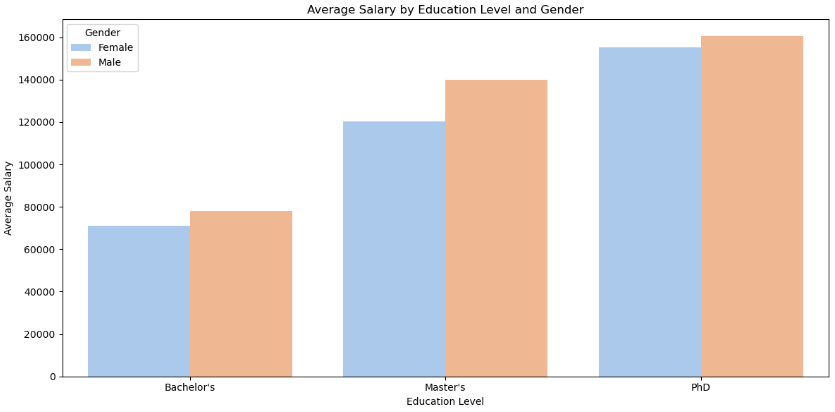 Average Salary by Education Level and Gender
Gender
Female
Male
Average Salary
160000
140000
120000
100000
80000
60000
40000
20000
0
Bachelor's
Master's
PhD
Education Level